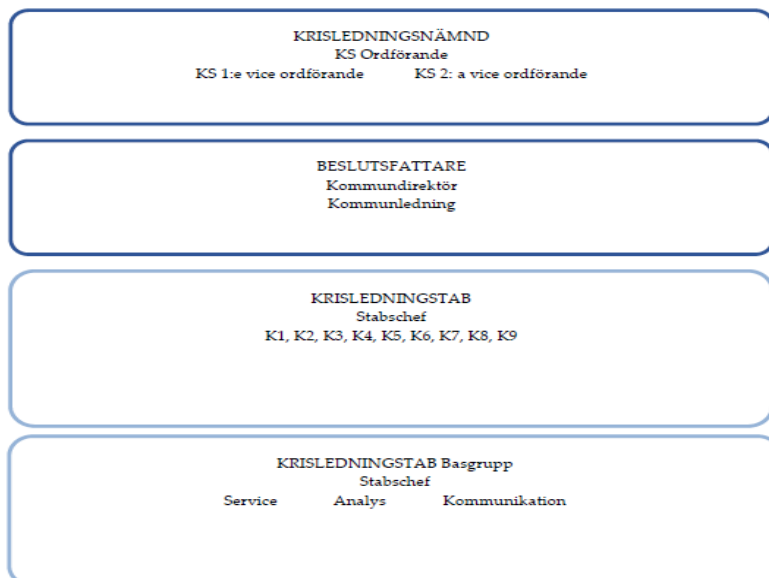 KRISLEDNINGSNÄMND
KS Ordförande
KS 1:e vice ordförande KS 2: a vice ordförande
BESLUTSFATTARE
Kommundirektör
Kommunledning
KRISLEDNINGSTAB
Stabschef
K1, K2, K3, K4, K5, K6, K7, K8, K9
KRISLEDNINGSTAB Basgrupp
Stabschef
Service Analys Kommunikation